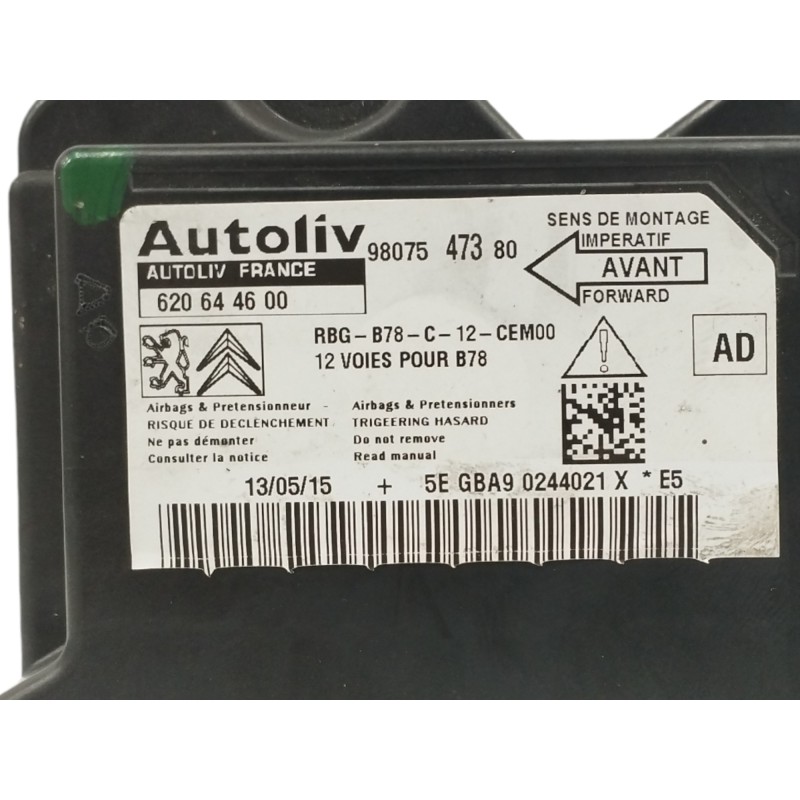 Autoliv 98075 473 80
AUTOLIV FRANCE
620 64 46 00
SENS DE MONTAGE
IMPERATIF
AVANT
FORWARD
RBG-B78-C-12-CEM00
12 VOIES POUR B78
!
AD
Airbags & Pretensionneur -
RISQUE DE DECLENCHEMENT
Ne pas démonter
Consulter la notice
Airbags & Pretensionners
TRIGEERING HASARD
Do not remove
Read manual
13/05/15 + 5E GBA9 0244021 X * E5